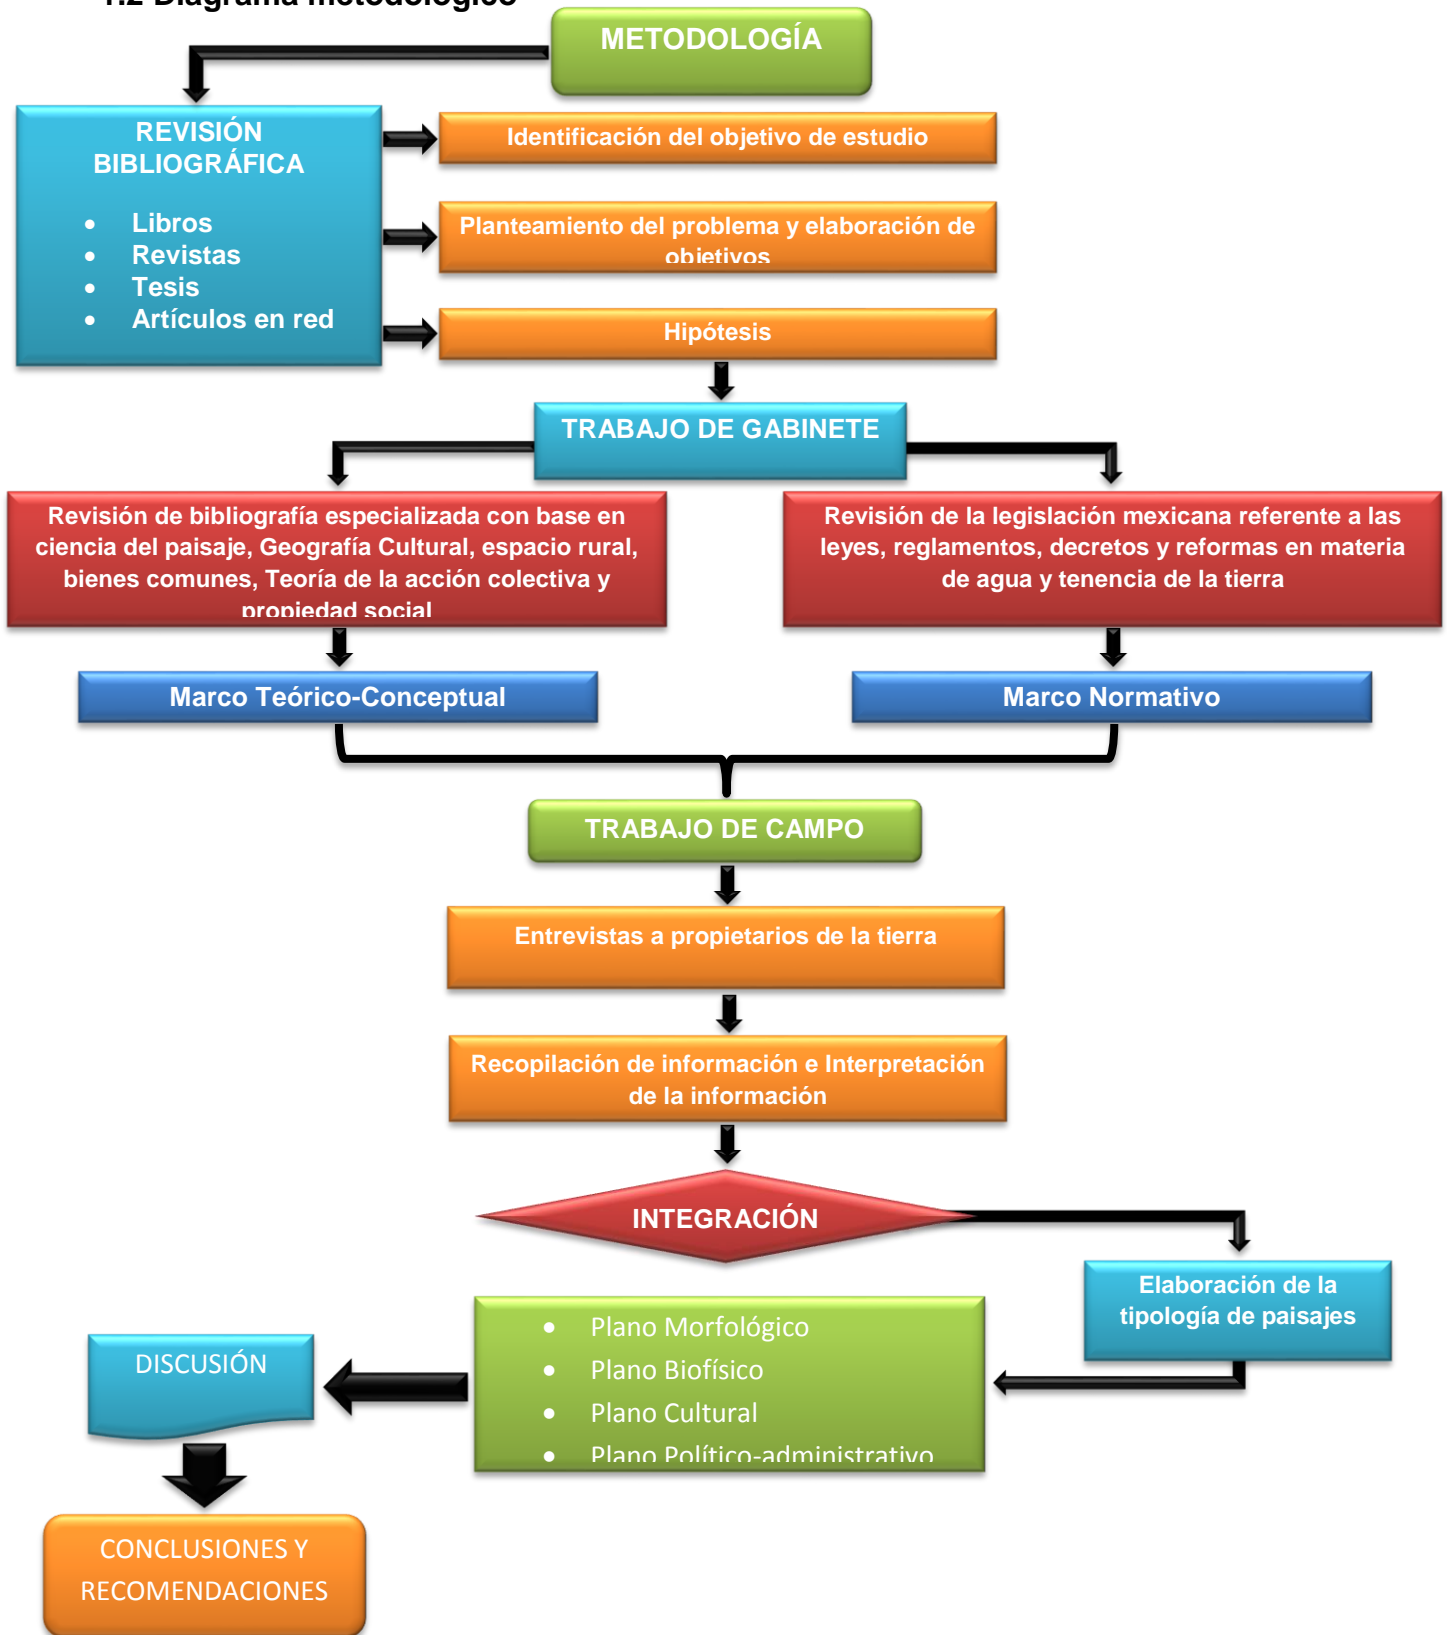 1.2 Diagrama metodológico
METODOLOGÍA
REVISIÓN
BIBLIOGRÁFICA
• Libros
• Revistas
• Tesis
• Artículos en red
Identificación del objetivo de estudio
Planteamiento del problema y elaboración de
objetivos
Hipótesis
TRABAJO DE GABINETE
Revisión de bibliografía especializada con base en
ciencia del paisaje, Geografía Cultural, espacio rural,
bienes comunes, Teoría de la acción colectiva y
propiedad social
Revisión de la legislación mexicana referente a las
leyes, reglamentos, decretos y reformas en materia
de agua y tenencia de la tierra
Marco Teórico-Conceptual
Marco Normativo
TRABAJO DE CAMPO
Entrevistas a propietarios de la tierra
Recopilación de información e Interpretación
de la información
INTEGRACIÓN
Elaboración de la
tipología de paisajes
• Plano Morfológico
• Plano Biofísico
• Plano Cultural
• Plano Político-administrativo
DISCUSIÓN
CONCLUSIONES Y
RECOMENDACIONES